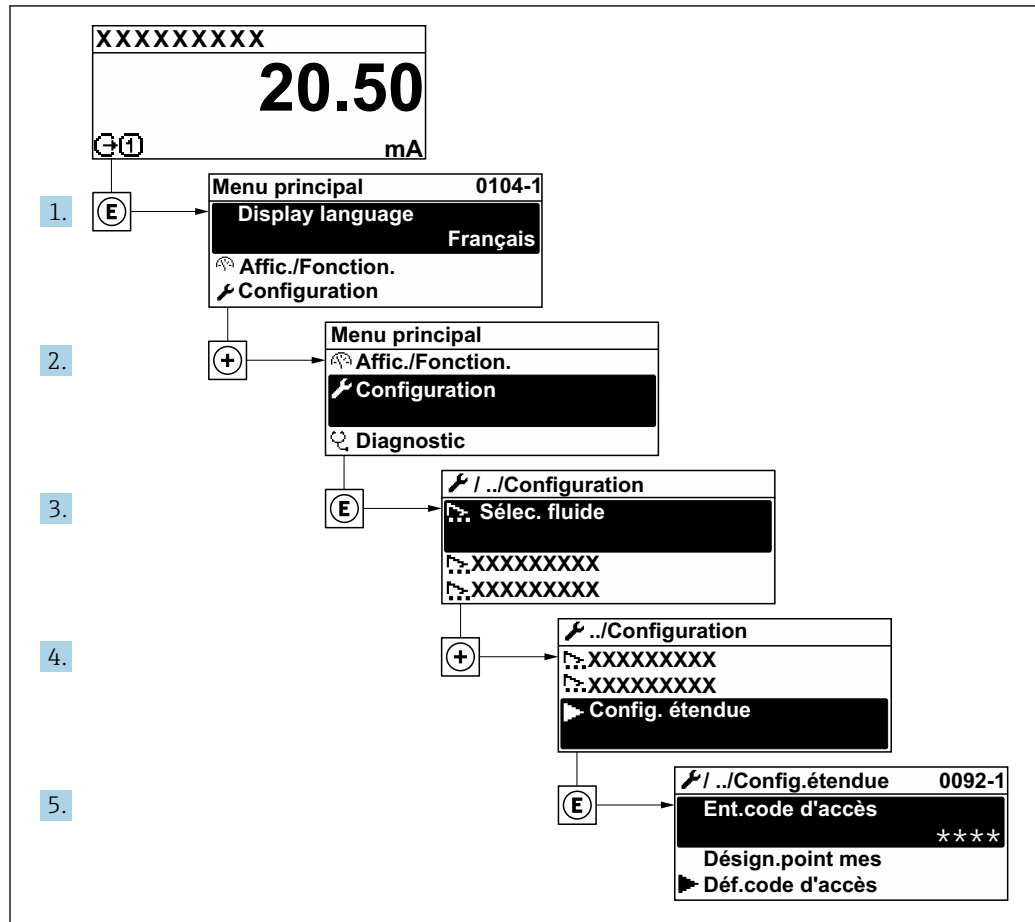 XXXXXXXXX
20.50
mA
1
1.
E
Menu principal 0104-1
Display language
Français
Affic./Fonction.
Configuration
2.
+
Menu principal
Affic./Fonction.
Configuration
Diagnostic
3.
E
/ ../Configuration
Sélec. fluide
XXXXXXXXX
XXXXXXXXX
4.
+
../Configuration
XXXXXXXXX
XXXXXXXXX
Config. étendue
5.
E
/ ../Config.étendue 0092-1
Ent.code d'accès
****
Désign.point mes
Déf.code d'accès